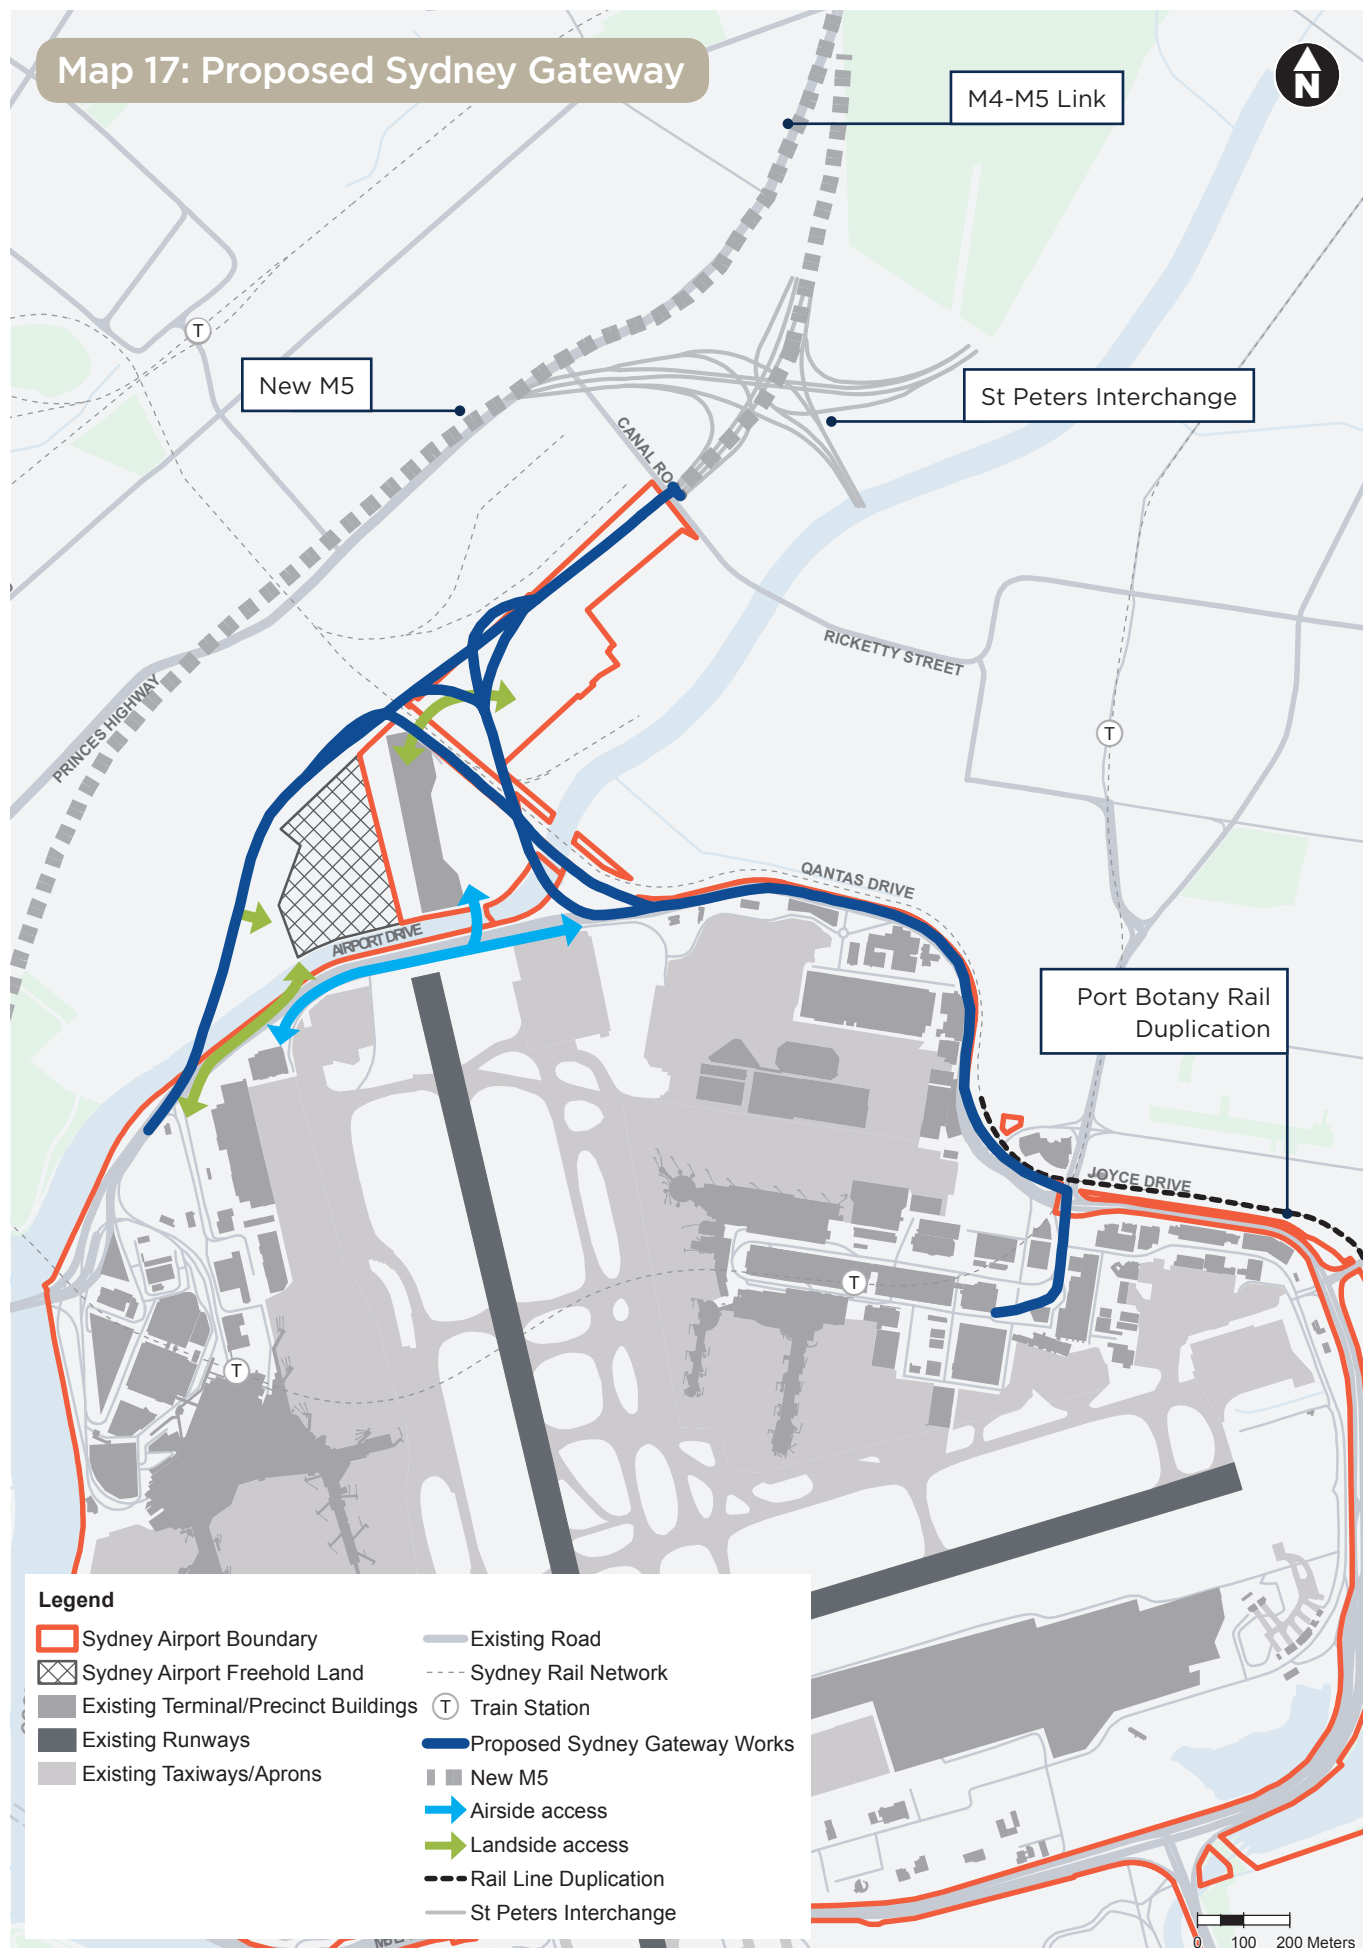 Map 17: Proposed Sydney Gateway
N
M4-M5 Link
T
New M5
St Peters Interchange
CANAL RO
RICKETTY STREET
PRINCES HIGHWAY
T
QANTAS DRIVE
AIRPORT DRIVE
Port Botany Rail
Duplication
JOYCE DRIVE
T
T
Legend
Sydney Airport Boundary
Sydney Airport Freehold Land
Existing Terminal/Precinct Buildings
Existing Runways
Existing Taxiways/Aprons
Existing Road
Sydney Rail Network
T Train Station
Proposed Sydney Gateway Works
New M5
Airside access
Landside access
Rail Line Duplication
St Peters Interchange
0 100 200 Meters